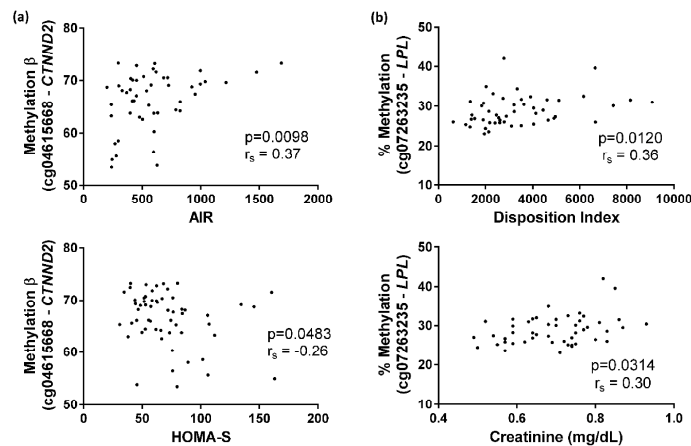 (a)
Methylation β
(cg04615668 - CTNND2)
80
70
60
50
0
500
1000
1500
2000
AIR
p=0.0098
rs = 0.37
(b)
% Methylation
(cg07263235 - LPL)
50
40
30
20
10
0
2000
4000
6000
8000
10000
Disposition Index
p=0.0120
rs = 0.36
Methylation β
(cg04615668 - CTNND2)
80
70
60
50
0
50
100
150
200
HOMA-S
p=0.0483
rs = -0.26
% Methylation
(cg07263235 - LPL)
50
40
30
20
10
0.4
0.6
0.8
1.0
Creatinine (mg/dL)
p=0.0314
rs = 0.30